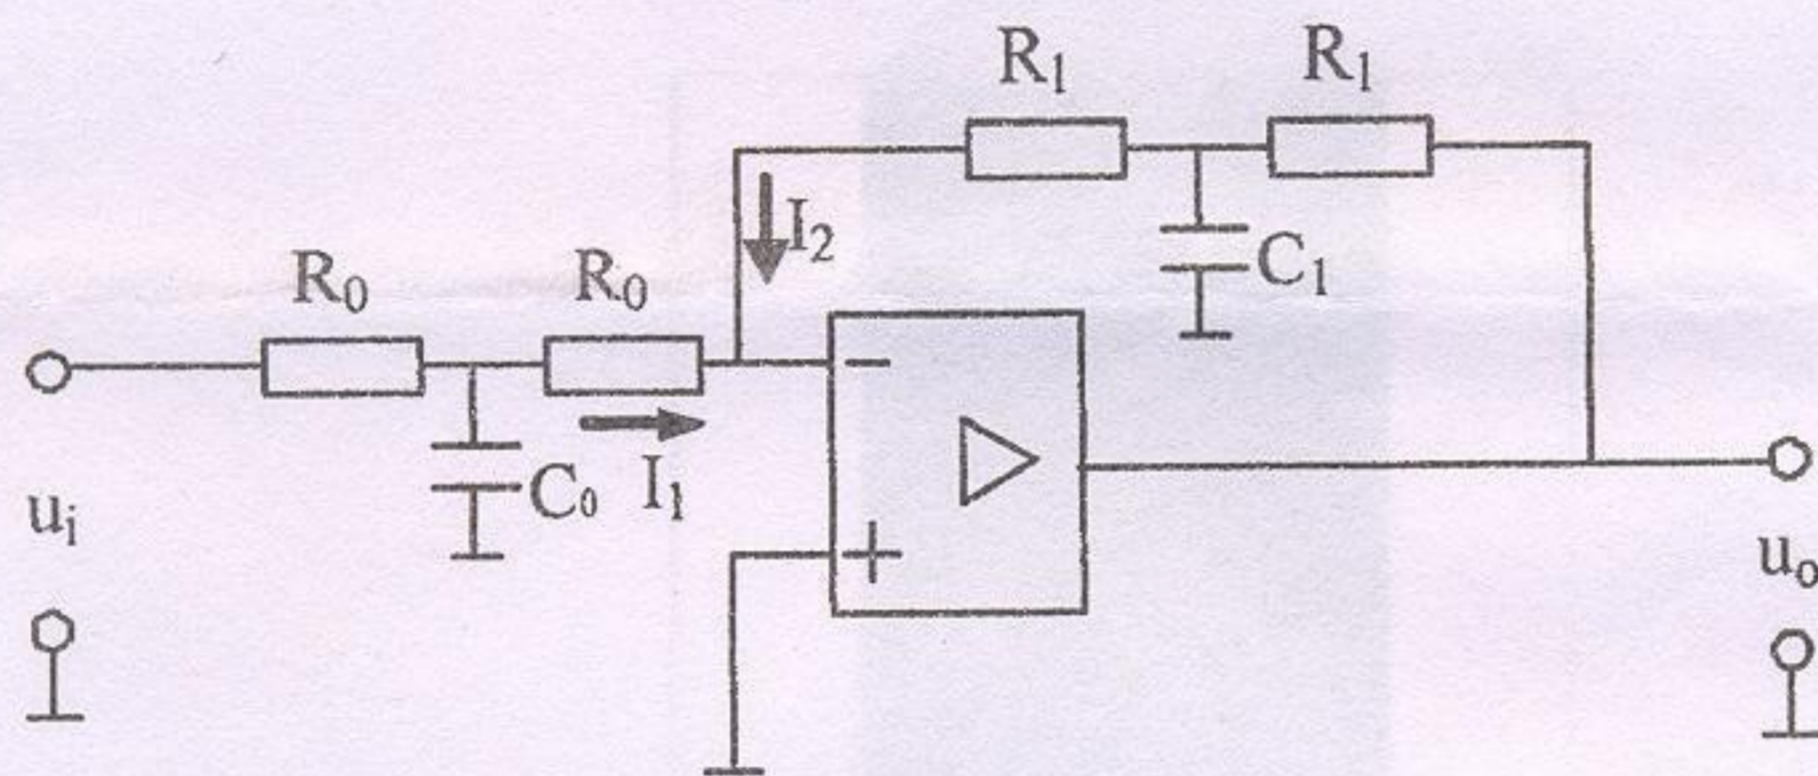 R₁ R₁
I₂
R₀ R₀
C₁
C₀ I₁
uᵢ
uₒ
−
+